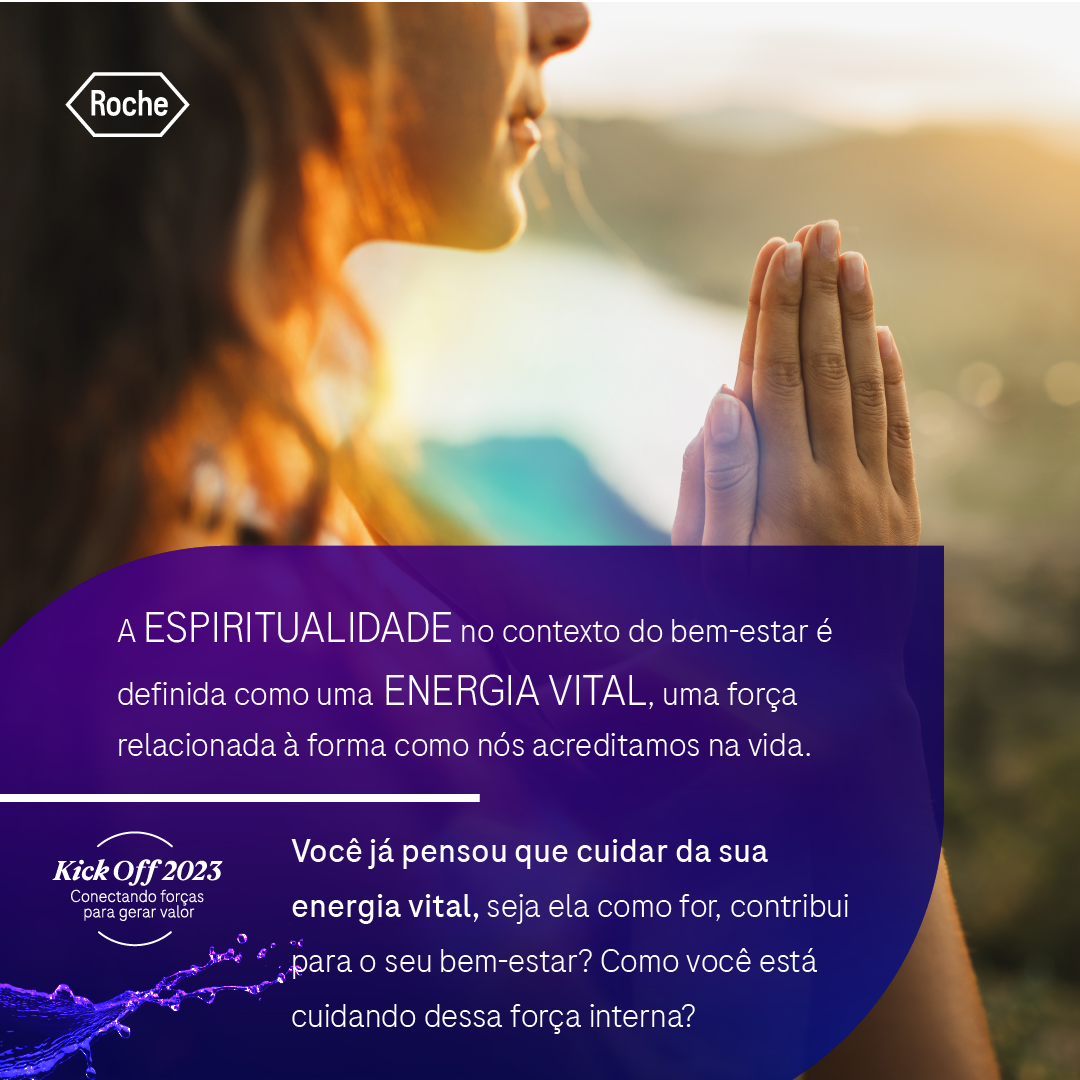 Roche
A ESPIRITUALIDADE no contexto do bem-estar é
definida como uma ENERGIA VITAL, uma força
relacionada à forma como nós acreditamos na vida.
Kick Off 2023
Conectando forças
para gerar valor
Você já pensou que cuidar da sua
energia vital, seja ela como for, contribui
para o seu bem-estar? Como você está
cuidando dessa força interna?